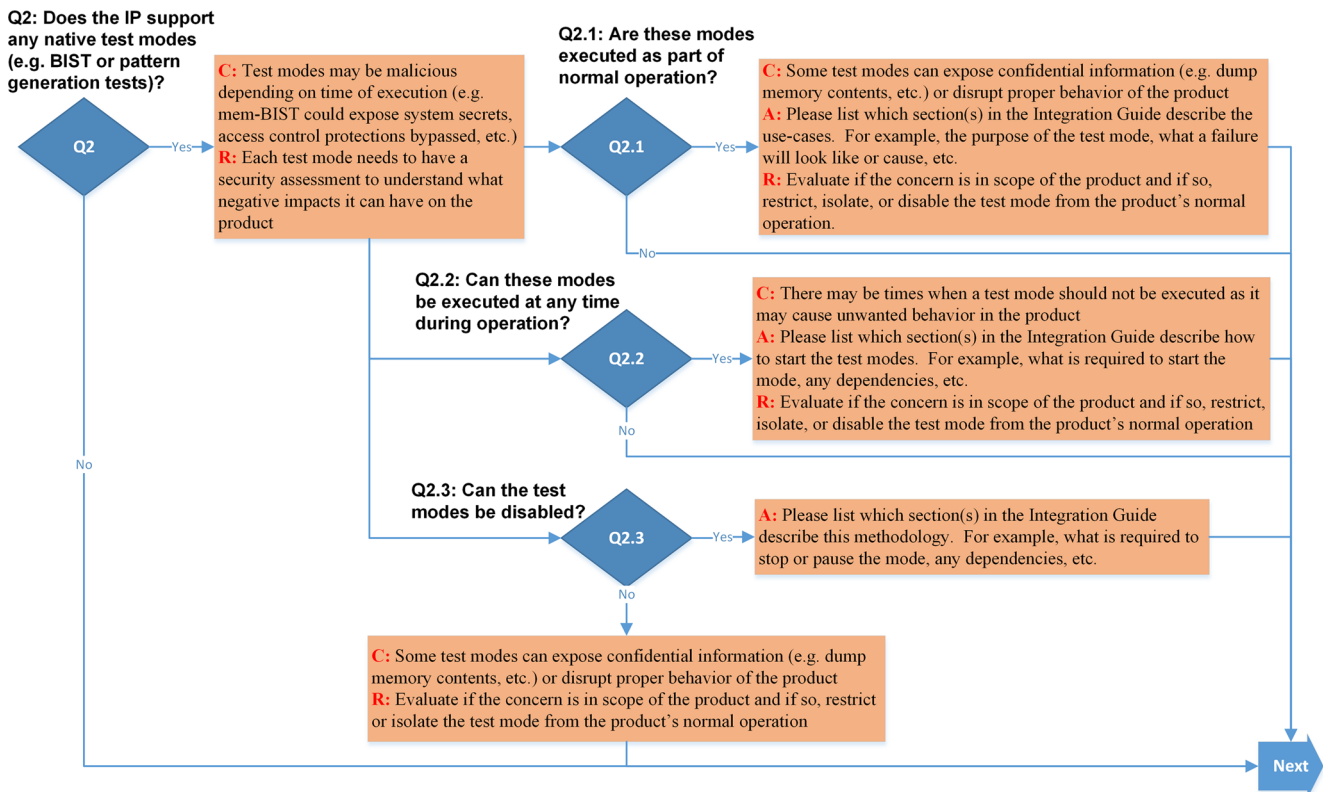 Q2: Does the IP support
any native test modes
(e.g. BIST or pattern
generation tests)?
Q2
Yes
C: Test modes may be malicious
depending on time of execution (e.g.
mem-BIST could expose system secrets,
access control protections bypassed, etc.)
R: Each test mode needs to have a
security assessment to understand what
negative impacts it can have on the
product
Q2.1: Are these modes
executed as part of
normal operation?
Q2.1
Yes
C: Some test modes can expose confidential information (e.g. dump
memory contents, etc.) or disrupt proper behavior of the product
A: Please list which section(s) in the Integration Guide describe the
use-cases.  For example, the purpose of the test mode, what a failure
will look like or cause, etc.
R: Evaluate if the concern is in scope of the product and if so,
restrict, isolate, or disable the test mode from the product's normal
operation.
No
Q2.2: Can these modes
be executed at any time
during operation?
Q2.2
Yes
C: There may be times when a test mode should not be executed as it
may cause unwanted behavior in the product
A: Please list which section(s) in the Integration Guide describe how
to start the test modes.  For example, what is required to start the
mode, any dependencies, etc.
R: Evaluate if the concern is in scope of the product and if so, restrict,
isolate, or disable the test mode from the product's normal operation
No
No
Q2.3: Can the test
modes be disabled?
Q2.3
Yes
A: Please list which section(s) in the Integration Guide
describe this methodology.  For example, what is required to
stop or pause the mode, any dependencies, etc.
No
C: Some test modes can expose confidential information (e.g. dump
memory contents, etc.) or disrupt proper behavior of the product
R: Evaluate if the concern is in scope of the product and if so, restrict
or isolate the test mode from the product's normal operation
Next